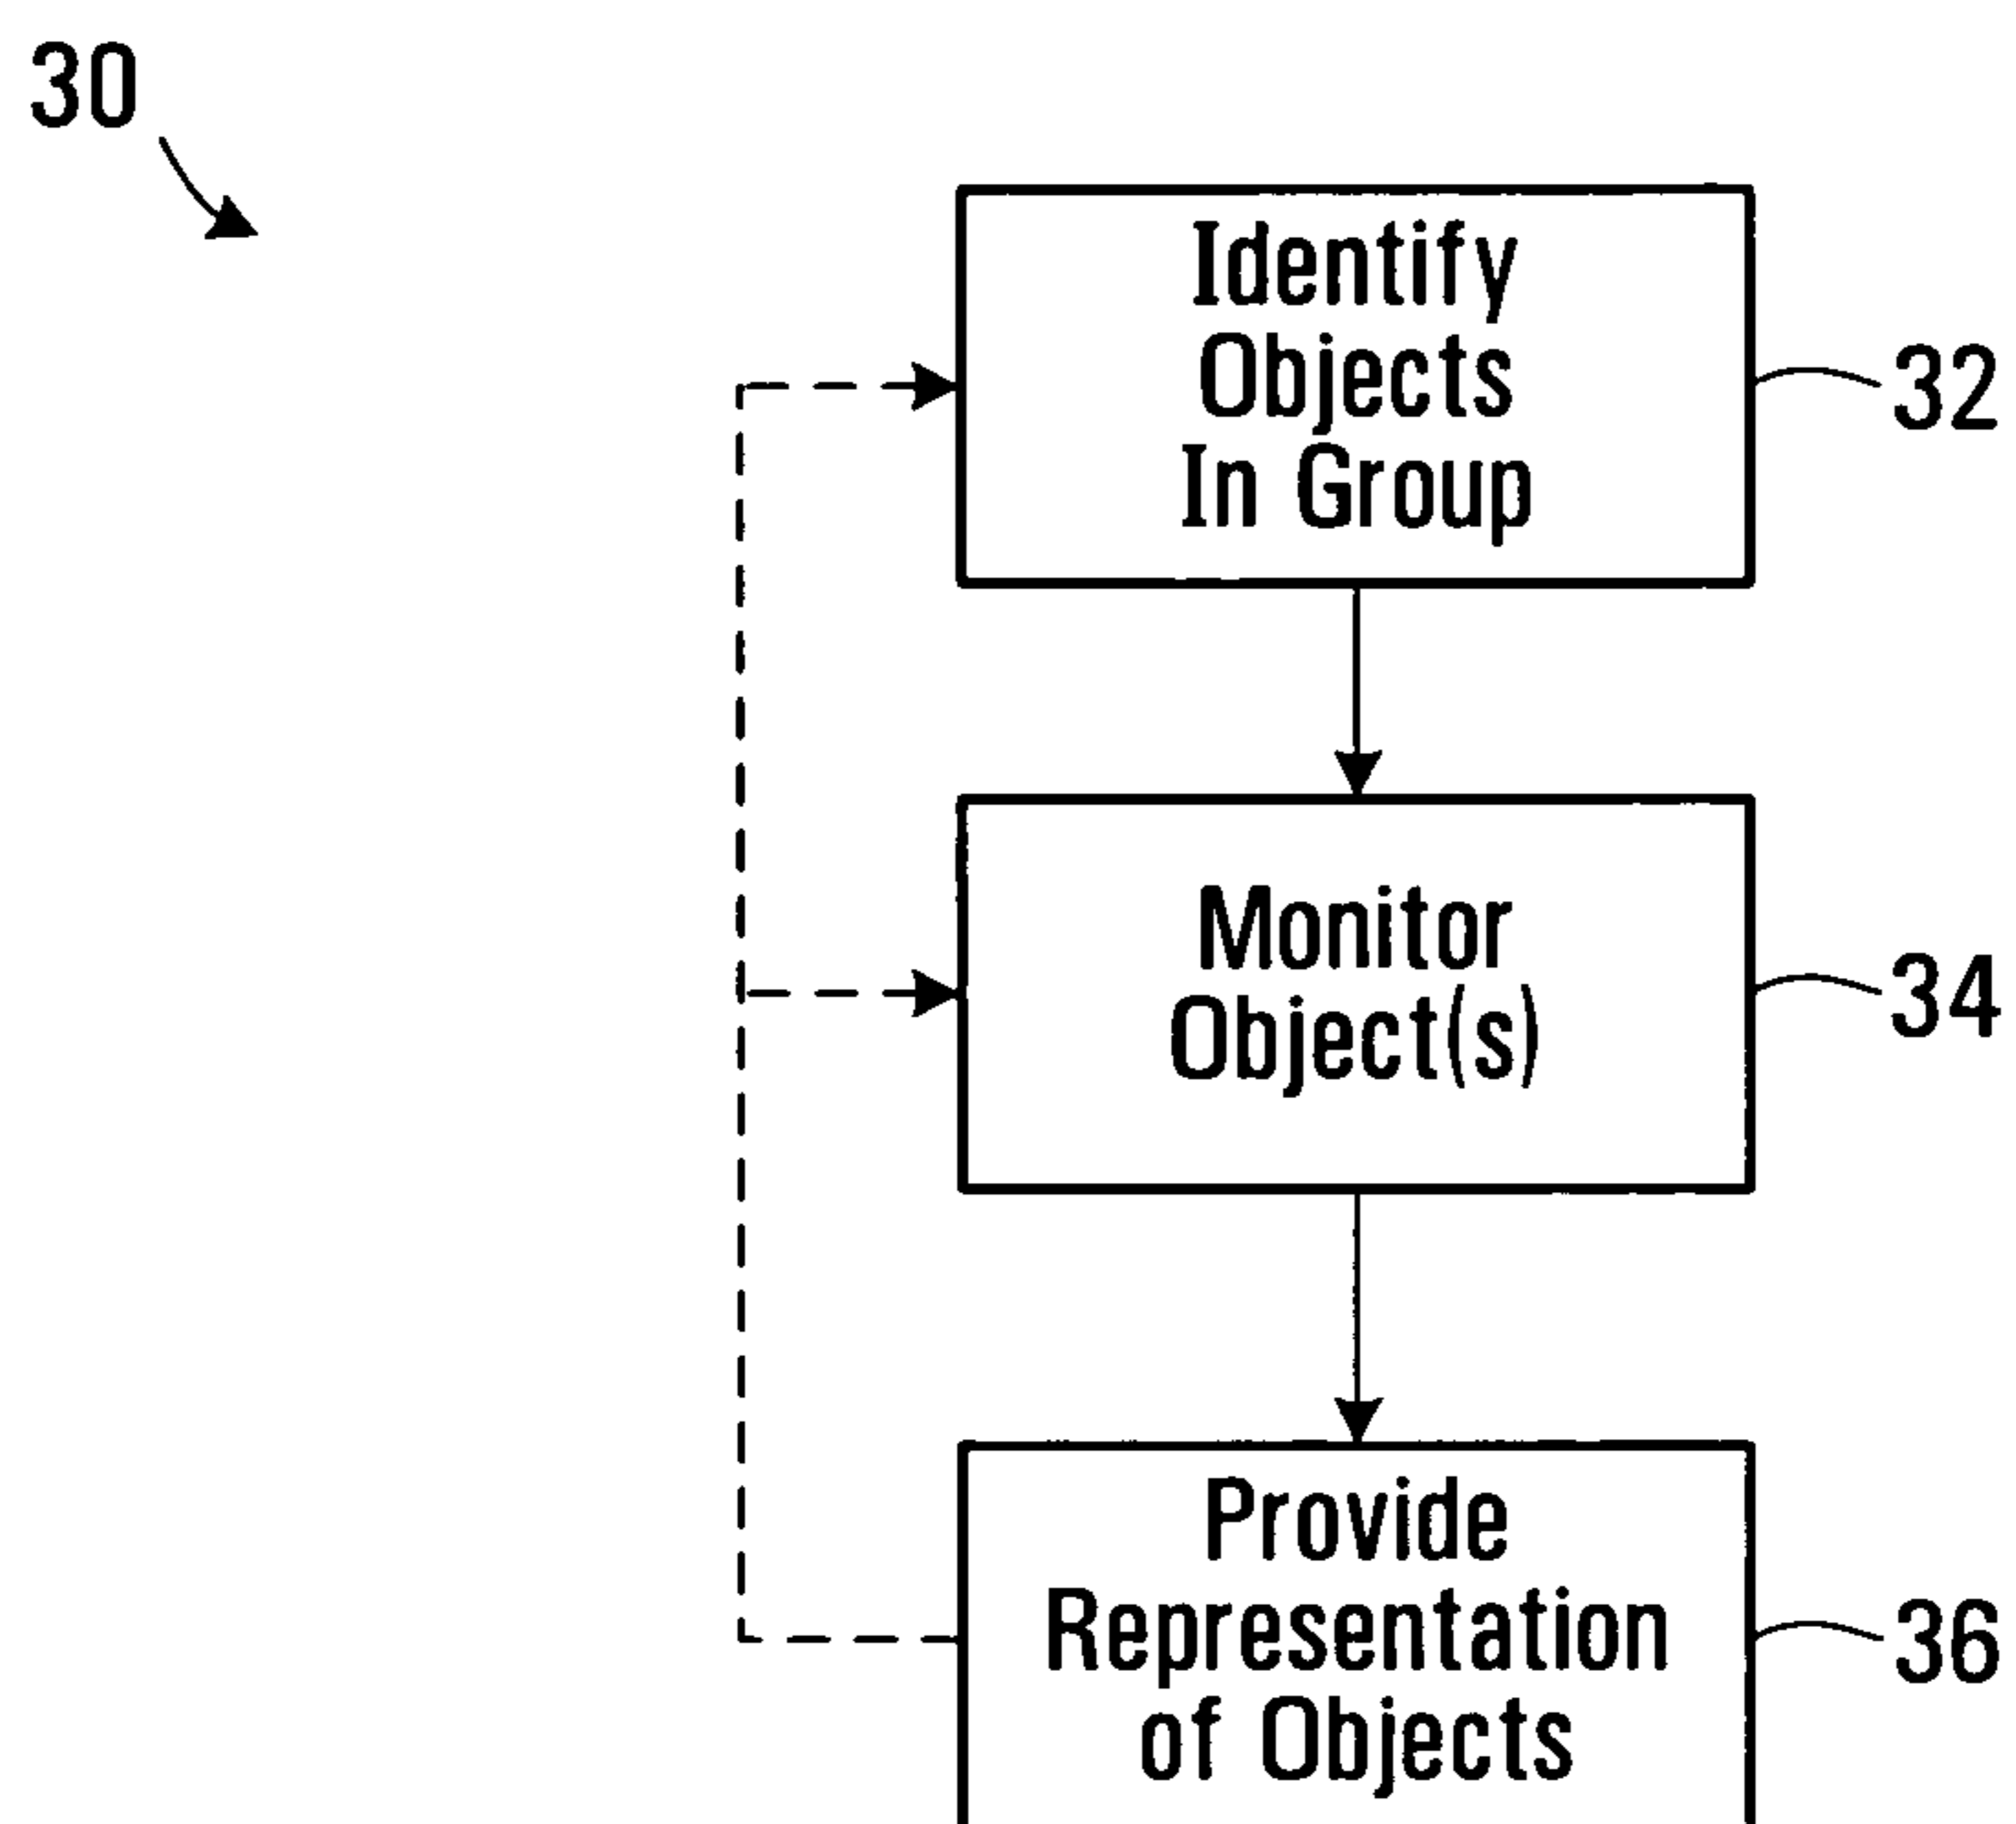 30
Identify
Objects
In Group
32
Monitor
Object(s)
34
Provide
Representation
of Objects
36